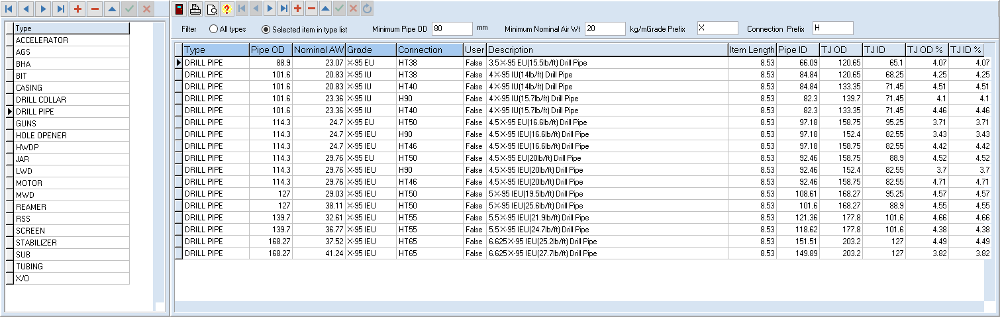 ?
Filter All types Selected item in type list Minimum Pipe OD 80 mm Minimum Nominal Air Wt 20 kg/mGrade Prefix X Connection Prefix H
Type
ACCELERATOR
AGS
BHA
BIT
CASING
DRILL COLLAR
DRILL PIPE
GUNS
HOLE OPENER
HWDP
JAR
LWD
MOTOR
MWD
REAMER
RSS
SCREEN
STABILIZER
SUB
TUBING
X/O
Type Pipe OD Nominal AW Grade Connection User Description Item Length Pipe ID TJ OD TJ ID TJ OD % TJ ID %
DRILL PIPE 88.9 23.07 X-95 EU HT38 False 3.5 X-95 EU(15.5lb/ft) Drill Pipe 8.53 66.09 120.65 65.1 4.07 4.07
DRILL PIPE 101.6 20.83 X-95 IU HT38 False 4 X-95 IU(14lb/ft) Drill Pipe 8.53 84.84 120.65 68.25 4.25 4.25
DRILL PIPE 101.6 20.83 X-95 IU HT40 False 4 X-95 IU(14lb/ft) Drill Pipe 8.53 84.84 133.35 71.45 4.51 4.51
DRILL PIPE 101.6 23.36 X-95 IU H90 False 4 X-95 IU(15.7lb/ft) Drill Pipe 8.53 82.3 139.7 71.45 4.1 4.1
DRILL PIPE 101.6 23.36 X-95 IU HT40 False 4 X-95 IU(15.7lb/ft) Drill Pipe 8.53 82.3 133.35 71.45 4.46 4.46
DRILL PIPE 114.3 24.7 X-95 EU HT50 False 4.5 X-95 EU(16.6lb/ft) Drill Pipe 8.53 97.18 158.75 95.25 3.71 3.71
DRILL PIPE 114.3 24.7 X-95 IEU H90 False 4.5 X-95 IEU(16.6lb/ft) Drill Pipe 8.53 97.18 152.4 82.55 3.43 3.43
DRILL PIPE 114.3 24.7 X-95 IEU HT46 False 4.5 X-95 IEU(16.6lb/ft) Drill Pipe 8.53 97.18 158.75 82.55 4.42 4.42
DRILL PIPE 114.3 29.76 X-95 EU HT50 False 4.5 X-95 EU(20lb/ft) Drill Pipe 8.53 92.46 158.75 88.9 4.52 4.52
DRILL PIPE 114.3 29.76 X-95 IEU H90 False 4.5 X-95 IEU(20lb/ft) Drill Pipe 8.53 92.46 152.4 82.55 3.7 3.7
DRILL PIPE 114.3 29.76 X-95 IEU HT46 False 4.5 X-95 IEU(20lb/ft) Drill Pipe 8.53 92.46 158.75 82.55 4.71 4.71
DRILL PIPE 127 29.03 X-95 IEU HT50 False 5 X-95 IEU(19.5lb/ft) Drill Pipe 8.53 108.61 168.27 95.25 4.57 4.57
DRILL PIPE 127 38.11 X-95 IEU HT50 False 5 X-95 IEU(25.6lb/ft) Drill Pipe 8.53 101.6 168.27 88.9 4.55 4.55
DRILL PIPE 139.7 32.61 X-95 IEU HT55 False 5.5 X-95 IEU(21.9lb/ft) Drill Pipe 8.53 121.36 177.8 101.6 4.66 4.66
DRILL PIPE 139.7 36.77 X-95 IEU HT55 False 5.5 X-95 IEU(24.7lb/ft) Drill Pipe 8.53 118.62 177.8 101.6 4.38 4.38
DRILL PIPE 168.27 37.52 X-95 IEU HT65 False 6.625 X-95 IEU(25.2lb/ft) Drill Pipe 8.53 151.51 203.2 127 4.49 4.49
DRILL PIPE 168.27 41.24 X-95 IEU HT65 False 6.625 X-95 IEU(27.7lb/ft) Drill Pipe 8.53 149.89 203.2 127 3.82 3.82